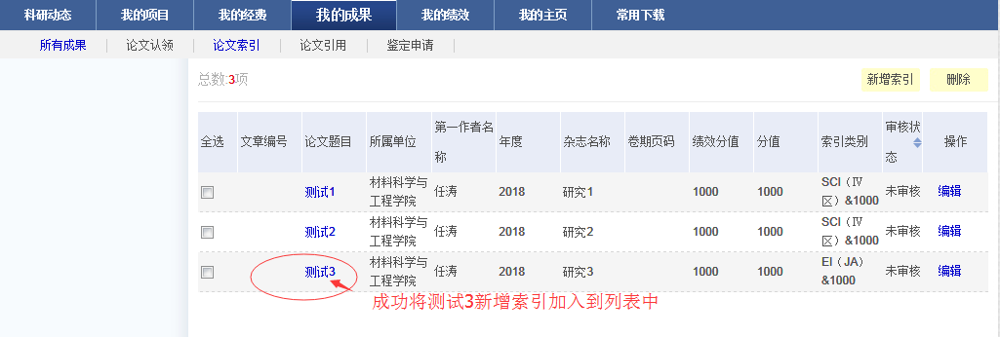 科研动态 我的项目 我的经费 我的成果 我的绩效 我的主页 常用下载
所有成果 论文认领 论文索引 论文引用 鉴定申请
总数:3项 新增索引 删除
全选 文章编号 论文题目 所属单位 第一作者名称 年度 杂志名称 卷期页码 绩效分值 分值 索引类别 审核状态 操作
测试1 材料科学与工程学院 任涛 2018 研究1 1000 1000 SCI（Ⅳ区）&1000 未审核 编辑
测试2 材料科学与工程学院 任涛 2018 研究2 1000 1000 SCI（Ⅳ区）&1000 未审核 编辑
测试3 材料科学与工程学院 任涛 2018 研究3 1000 1000 EI（JA）&1000 未审核 编辑
成功将测试3新增索引加入到列表中